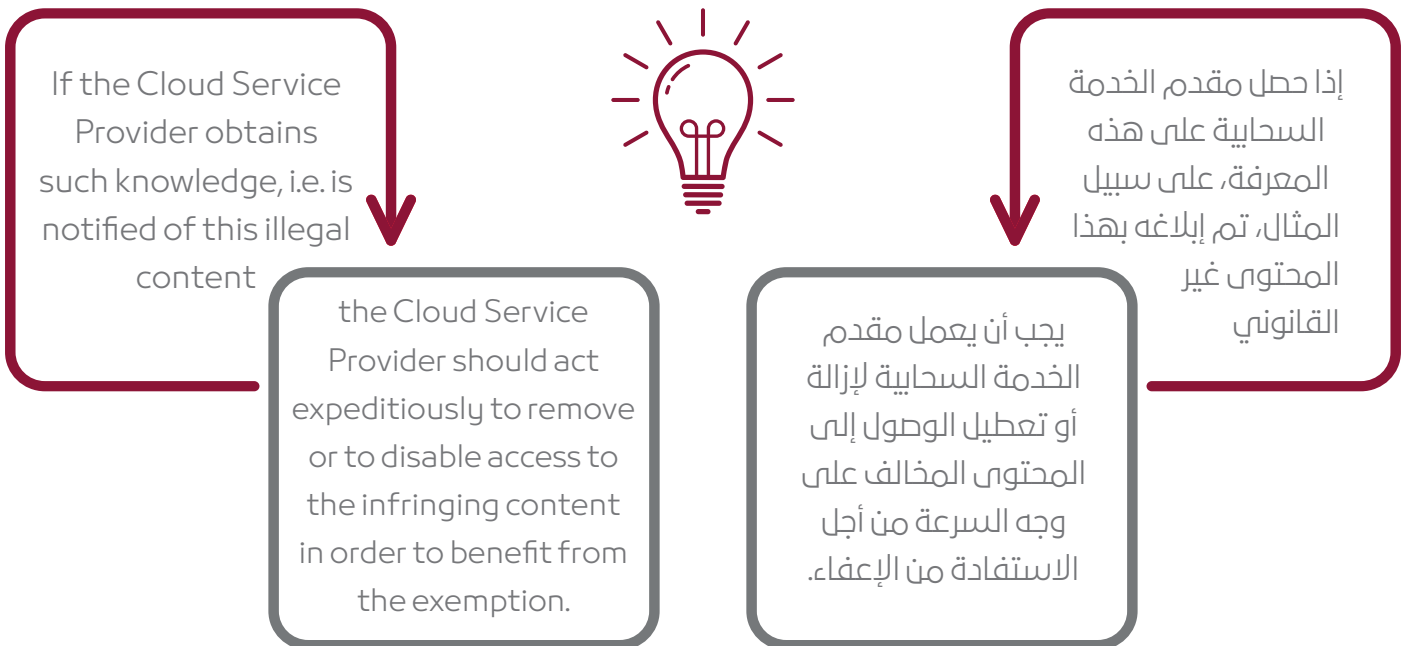 If the Cloud Service
Provider obtains
such knowledge, i.e. is
notified of this illegal
content
the Cloud Service
Provider should act
expeditiously to remove
or to disable access to
the infringing content
in order to benefit from
the exemption.
إذا حصل مقدم الخدمة
السحابية على هذه
المعرفة، على سبيل
المثال، تم إبلاغه بهذا
المحتوى غير
القانوني
يجب أن يعمل مقدم
الخدمة السحابية لإزالة
أو تعطيل الوصول إلى
المحتوى المخالف على
وجه السرعة من أجل
الاستفادة من الإعفاء.